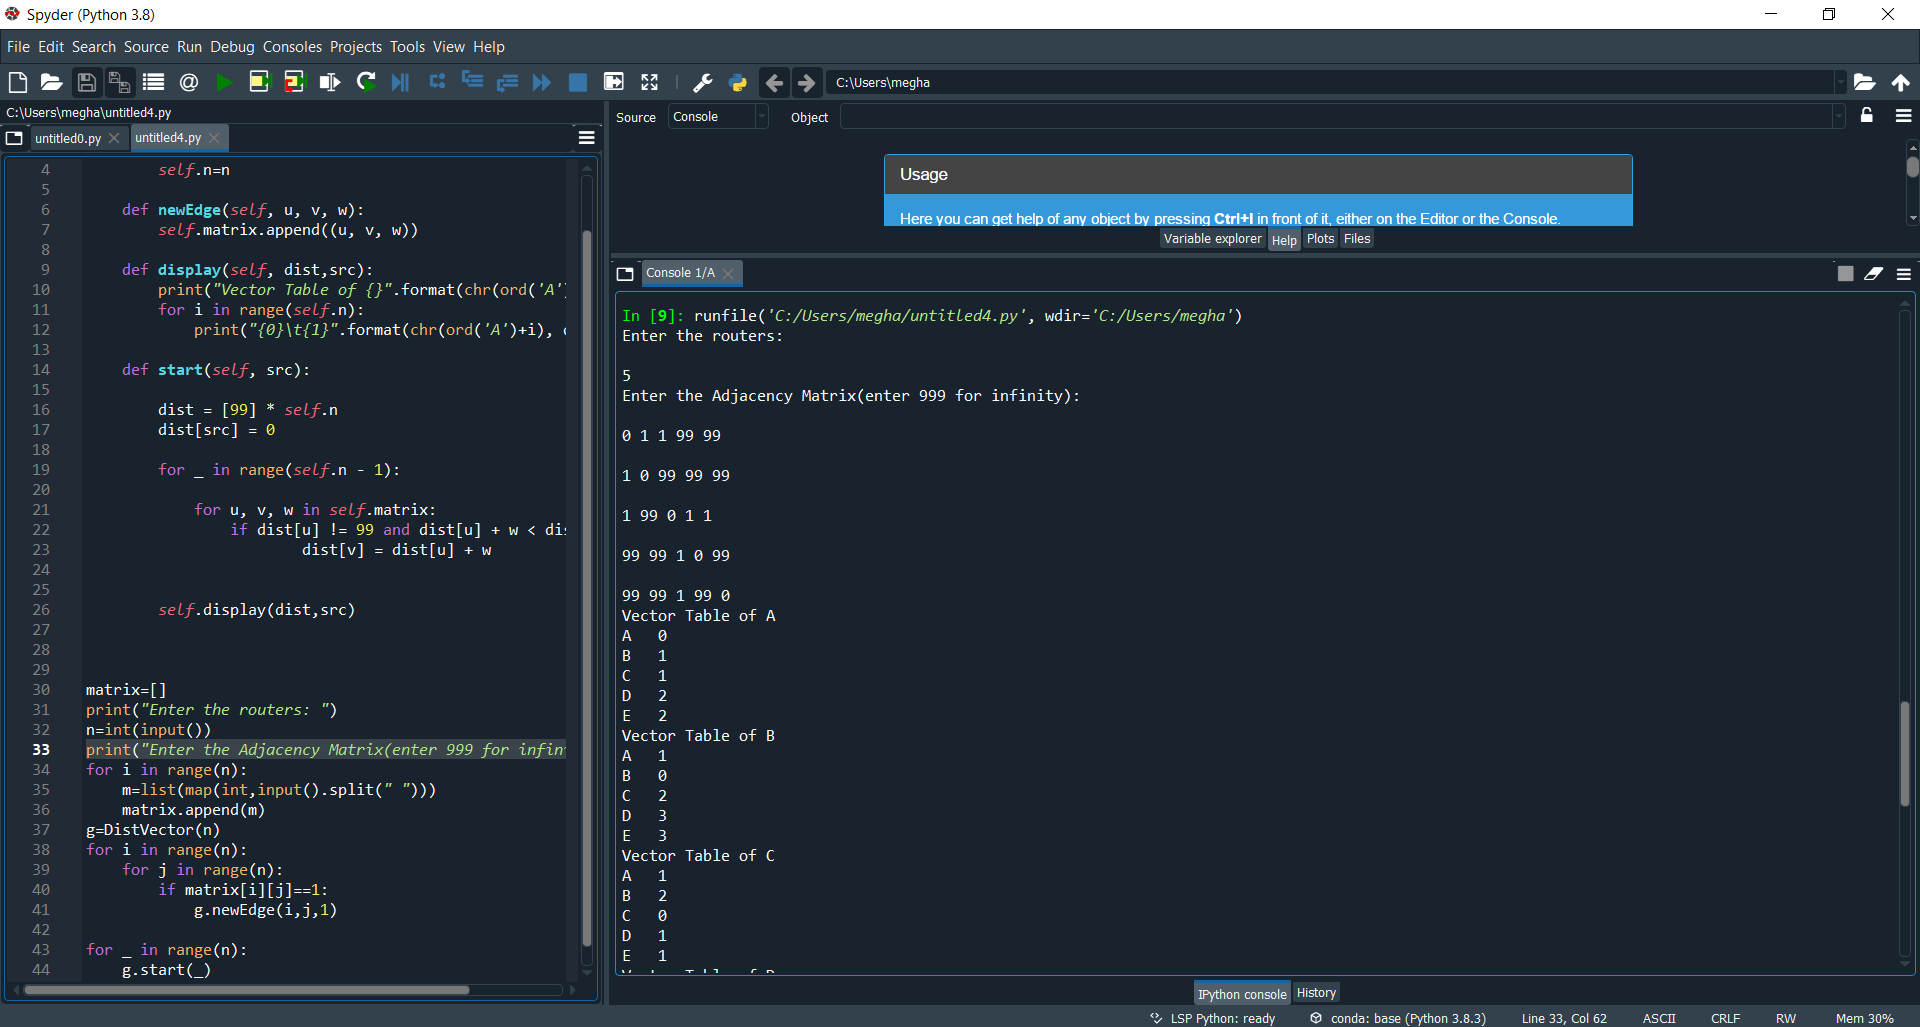 Spyder (Python 3.8)
File Edit Search Source Run Debug Consoles Projects Tools View Help
C:\Users\megha
C:\Users\megha\untitled4.py
untitled0.py
untitled4.py
4 self.n=n
5
6 def newEdge(self, u, v, w):
7 self.matrix.append((u, v, w))
8
9 def display(self, dist,src):
10 print("Vector Table of {}".format(chr(ord('A')
11 for i in range(self.n):
12 print("{0}\t{1}".format(chr(ord('A')+i),
13
14 def start(self, src):
15
16 dist = [99] * self.n
17 dist[src] = 0
18
19 for _ in range(self.n - 1):
20
21 for u, v, w in self.matrix:
22 if dist[u] != 99 and dist[u] + w <
23 dist[v] = dist[u] + w
24
25
26 self.display(dist,src)
27
28
29
30 matrix=[]
31 print("Enter the routers: ")
32 n=int(input())
33 print("Enter the Adjacency Matrix(enter 999 for infin
34 for i in range(n):
35 m=list(map(int,input().split(" ")))
36 matrix.append(m)
37 g=DistVector(n)
38 for i in range(n):
39 for j in range(n):
40 if matrix[i][j]==1:
41 g.newEdge(i,j,1)
42
43 for _ in range(n):
44 g.start(_)
Source Console Object
Usage
Here you can get help of any object by pressing Ctrl+I in front of it, either on the Editor or the Console.
Variable explorer Help Plots Files
Console 1/A
In [9]: runfile('C:/Users/megha/untitled4.py', wdir='C:/Users/megha')
Enter the routers:
5
Enter the Adjacency Matrix(enter 999 for infinity):
0 1 1 99 99
1 0 99 99 99
1 99 0 1 1
99 99 1 0 99
99 99 1 99 0
Vector Table of A
A 0
B 1
C 1
D 2
E 2
Vector Table of B
A 1
B 0
C 2
D 3
E 3
Vector Table of C
A 1
B 2
C 0
D 1
E 1
IPython console History
LSP Python: ready conda: base (Python 3.8.3) Line 33, Col 62 ASCII CRLF RW Mem 30%